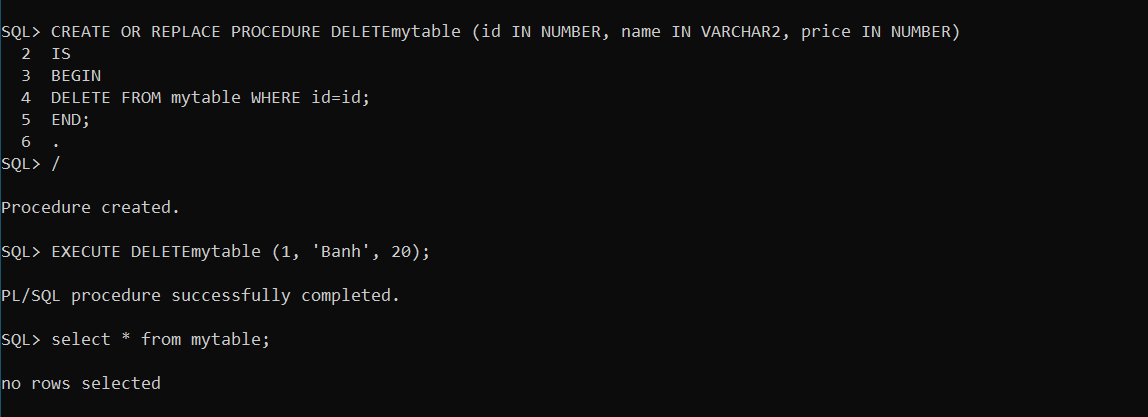 SQL> CREATE OR REPLACE PROCEDURE DELETEmytable (id IN NUMBER, name IN VARCHAR2, price IN NUMBER)
  2  IS
  3  BEGIN
  4  DELETE FROM mytable WHERE id=id;
  5  END;
  6  .
SQL> /
Procedure created.
SQL> EXECUTE DELETEmytable (1, 'Banh', 20);
PL/SQL procedure successfully completed.
SQL> select * from mytable;
no rows selected